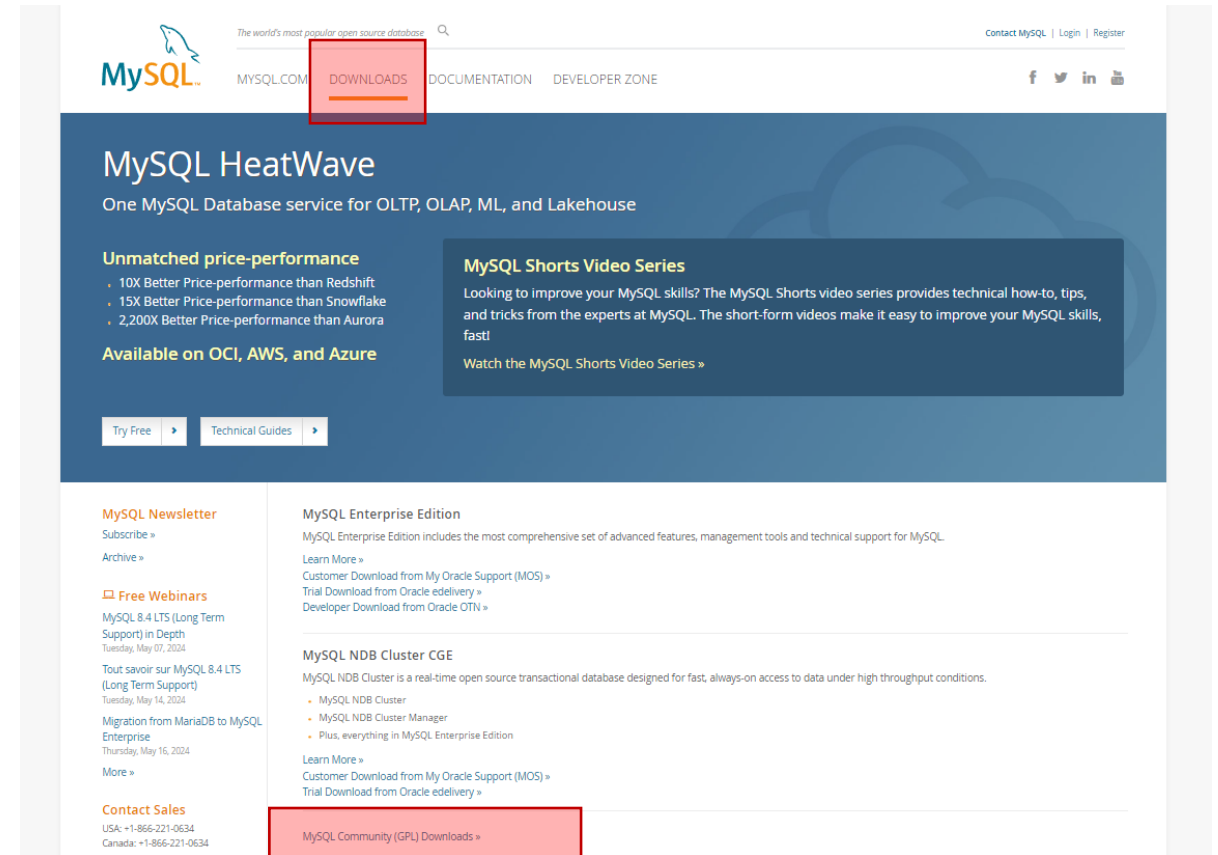 The world's most popular open source database
Contact MySQL | Login | Register
MySQL™
MYSQL.COM DOWNLOADS DOCUMENTATION DEVELOPER ZONE
MySQL HeatWave
One MySQL Database service for OLTP, OLAP, ML, and Lakehouse
Unmatched price-performance
10X Better Price-performance than Redshift
15X Better Price-performance than Snowflake
2,200X Better Price-performance than Aurora
Available on OCI, AWS, and Azure
MySQL Shorts Video Series
Looking to improve your MySQL skills? The MySQL Shorts video series provides technical how-to, tips,
and tricks from the experts at MySQL. The short-form videos make it easy to improve your MySQL skills,
fast!
Watch the MySQL Shorts Video Series »
Try Free
Technical Guides
MySQL Newsletter
Subscribe »
Archive »
Free Webinars
MySQL 8.4 LTS (Long Term
Support) in Depth
Tuesday, May 07, 2024
Tout savoir sur MySQL 8.4 LTS
(Long Term Support)
Tuesday, May 14, 2024
Migration from MariaDB to MySQL
Enterprise
Thursday, May 16, 2024
More »
Contact Sales
USA: +1-866-221-0634
Canada: +1-866-221-0634
MySQL Enterprise Edition
MySQL Enterprise Edition includes the most comprehensive set of advanced features, management tools and technical support for MySQL.
Learn More »
Customer Download from My Oracle Support (MOS) »
Trial Download from Oracle edelivery »
Developer Download from Oracle OTN »
MySQL NDB Cluster CGE
MySQL NDB Cluster is a real-time open source transactional database designed for fast, always-on access to data under high throughput conditions.
MySQL NDB Cluster
MySQL NDB Cluster Manager
Plus, everything in MySQL Enterprise Edition
Learn More »
Customer Download from My Oracle Support (MOS) »
Trial Download from Oracle edelivery »
MySQL Community (GPL) Downloads »